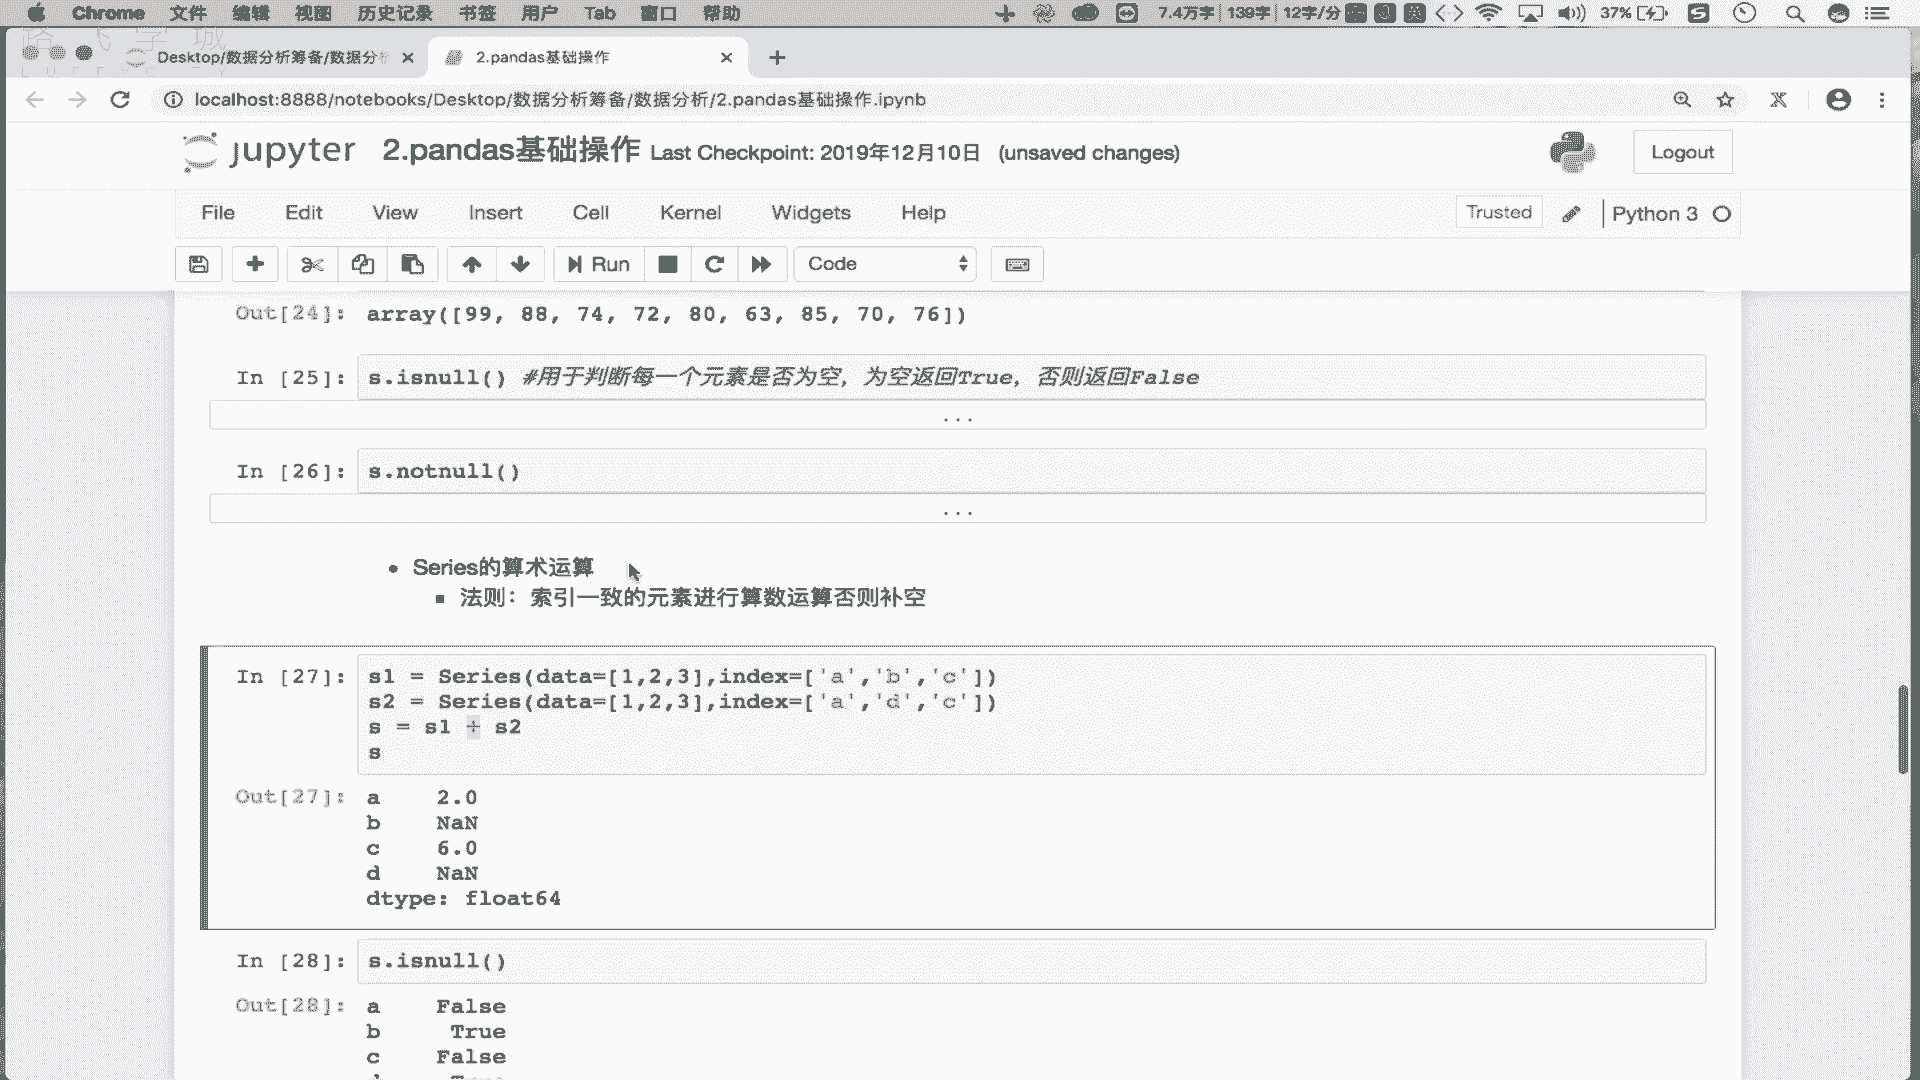 Chrome 文件 编辑 视图 历史记录 书签 用户 Tab 窗口 帮助 7.4万字 139字 12字/分 英 37%
路飞学城
Desktop/数据分析筹备/数据分析
2.pandas基础操作
localhost:8888/notebooks/Desktop/数据分析筹备/数据分析/2.pandas基础操作.ipynb
jupyter 2.pandas基础操作 Last Checkpoint: 2019年12月10日 (unsaved changes)
Logout
File Edit View Insert Cell Kernel Widgets Help
Trusted
Python 3
Run
Code
Out[24]: array([99, 88, 74, 72, 80, 63, 85, 70, 76])
In [25]: s.isnull() #用于判断每一个元素是否为空，为空返回True，否则返回False
...
In [26]: s.notnull()
...
• Series的算术运算
▪ 法则：索引一致的元素进行算数运算否则补空
In [27]: s1 = Series(data=[1,2,3],index=['a','b','c'])
s2 = Series(data=[1,2,3],index=['a','d','c'])
s = s1 + s2
s
Out[27]: a 2.0
b NaN
c 6.0
d NaN
dtype: float64
In [28]: s.isnull()
Out[28]: a False
b True
c False